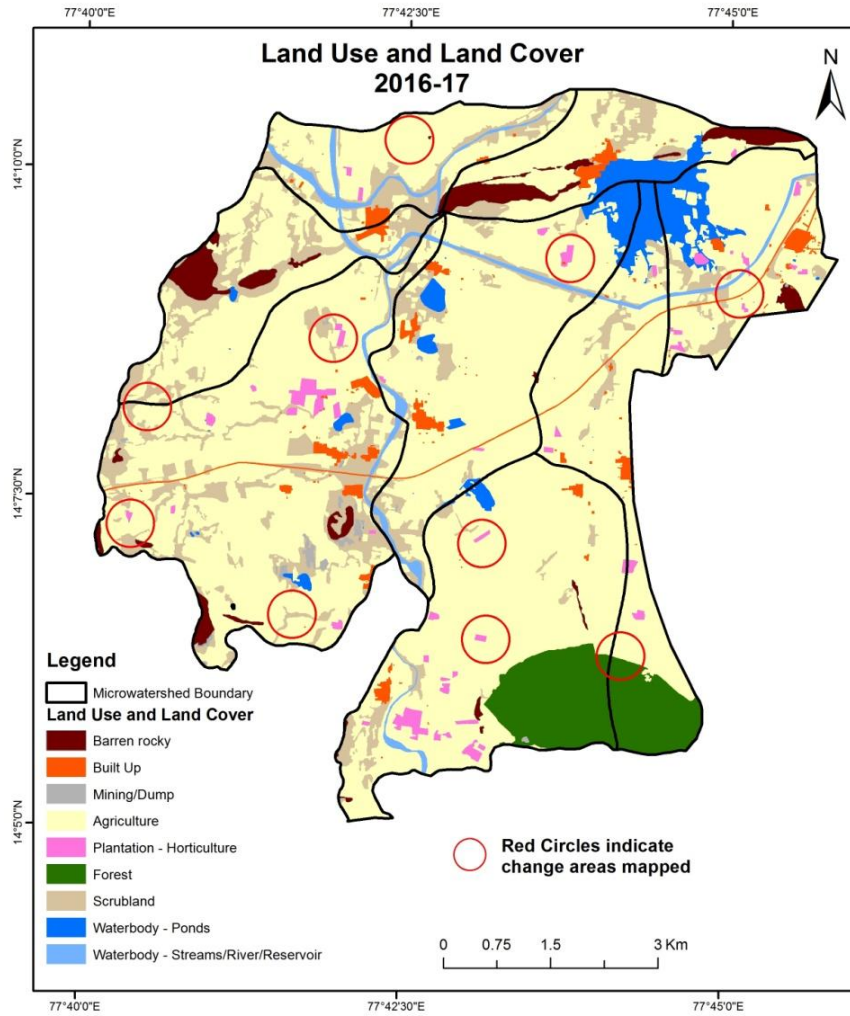 77°40'0"E
77°42'30"E
77°45'0"E
Land Use and Land Cover
2016-17
N
14°10'0"N
14°7'30"N
14°5'0"N
Legend
Microwatershed Boundary
Land Use and Land Cover
Barren rocky
Built Up
Mining/Dump
Agriculture
Plantation - Horticulture
Forest
Scrubland
Waterbody - Ponds
Waterbody - Streams/River/Reservoir
Red Circles indicate
change areas mapped
0 0.75 1.5 3 Km
77°40'0"E
77°42'30"E
77°45'0"E